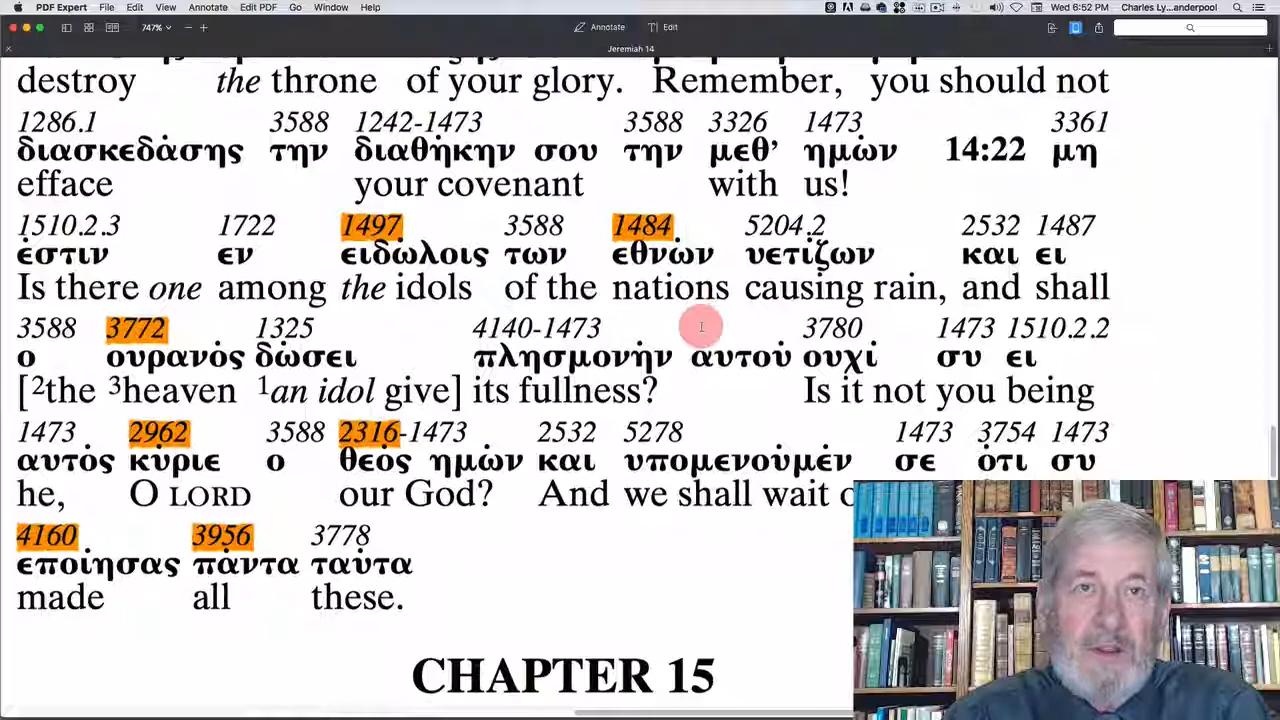 PDF Expert File Edit View Annotate Edit PDF Go Window Help Wed 6:52 PM Charles Ly...anderpool
747% Annotate Edit
Jeremiah 14
destroy the throne of your glory. Remember, you should not
1286.1 3588 1242-1473 3588 3326 1473 3361
διασκεδάσης την διαθήκην σου την μεθ' ημών 14:22 μη
efface your covenant with us!
1510.2.3 1722 1497 3588 1484 5204.2 2532 1487
έστιν εν ειδώλοις των εθνών υετίζων και ει
Is there one among the idols of the nations causing rain, and shall
3588 3772 1325 4140-1473 3780 1473 1510.2.2
ο ουρανός δώσει πλησμονήν αυτού ουχί συ ει
[2the 3heaven 1an idol give] its fullness? Is it not you being
1473 2962 3588 2316-1473 2532 5278 1473 3754 1473
αυτός κύριε ο θεός ημών και υπομενούμέν σε ότι συ
he, O LORD our God? And we shall wait
4160 3956 3778
εποίησας πάντα ταύτα
made all these.
CHAPTER 15